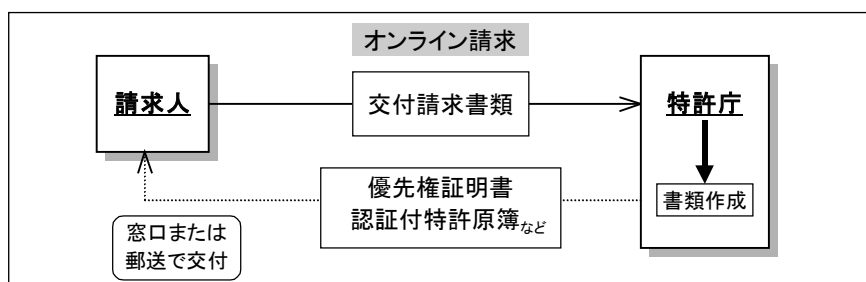 オンライン請求
請求人
交付請求書類
特許庁
優先権証明書
認証付特許原簿など
書類作成
窓口または
郵送で交付